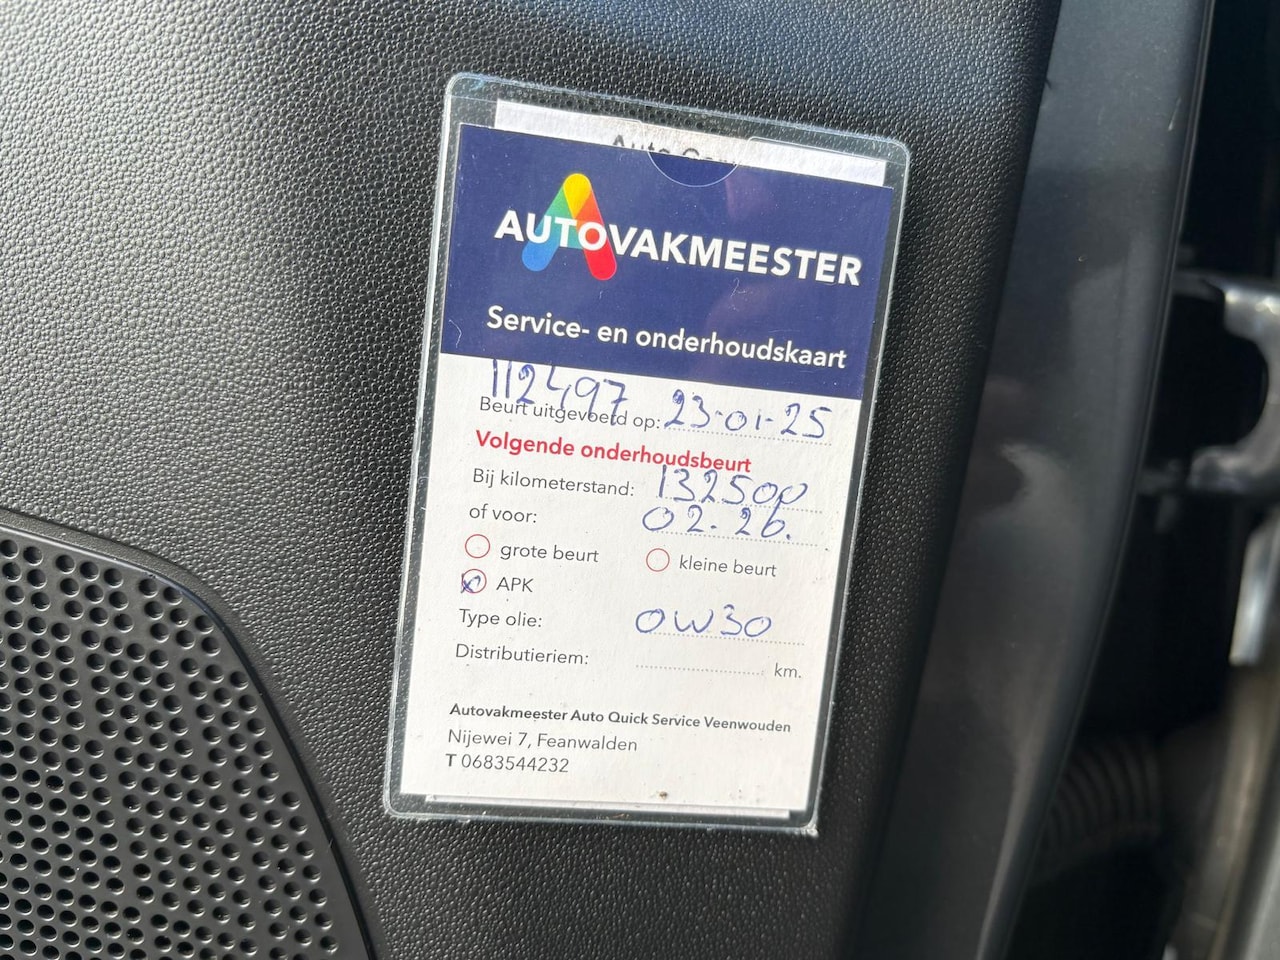 AUTOVAKMEESTER
Service- en onderhoudskaart
112497
Beurt uitgevoerd op: 23-01-25
Volgende onderhoudsbeurt
Bij kilometerstand: 132500
of voor: 02-26.
grote beurt kleine beurt
APK
Type olie: 0W30
Distributieriem: km.
Autovakmeester Auto Quick Service Veenwouden
Nijewei 7, Feanwalden
T 0683544232